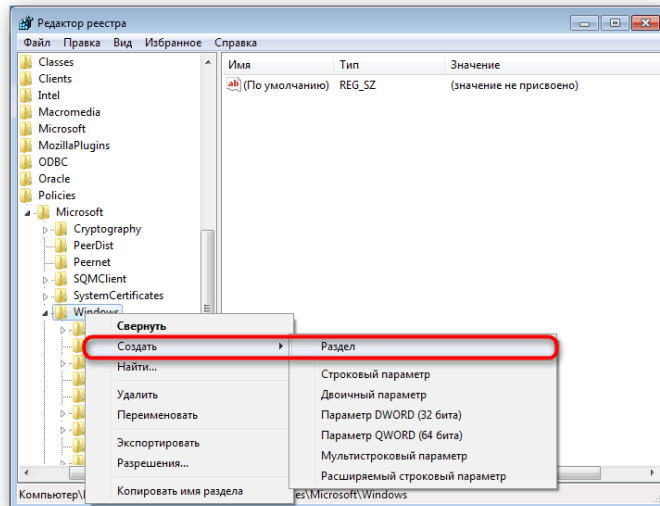 Редактор реестра
Файл Правка Вид Избранное Справка
Classes
Clients
Intel
Macromedia
Microsoft
MozillaPlugins
ODBC
Oracle
Policies
Microsoft
Cryptography
PeerDist
Peernet
SQMClient
SystemCertificates
Windows
Имя Тип Значение
ab (По умолчанию) REG_SZ (значение не присвоено)
Свернуть
Создать
Найти...
Удалить
Переименовать
Экспортировать
Разрешения...
Копировать имя раздела
Раздел
Строковый параметр
Двоичный параметр
Параметр DWORD (32 бита)
Параметр QWORD (64 бита)
Мультистроковый параметр
Расширяемый строковый параметр
Компьютер\ es\Microsoft\Windows